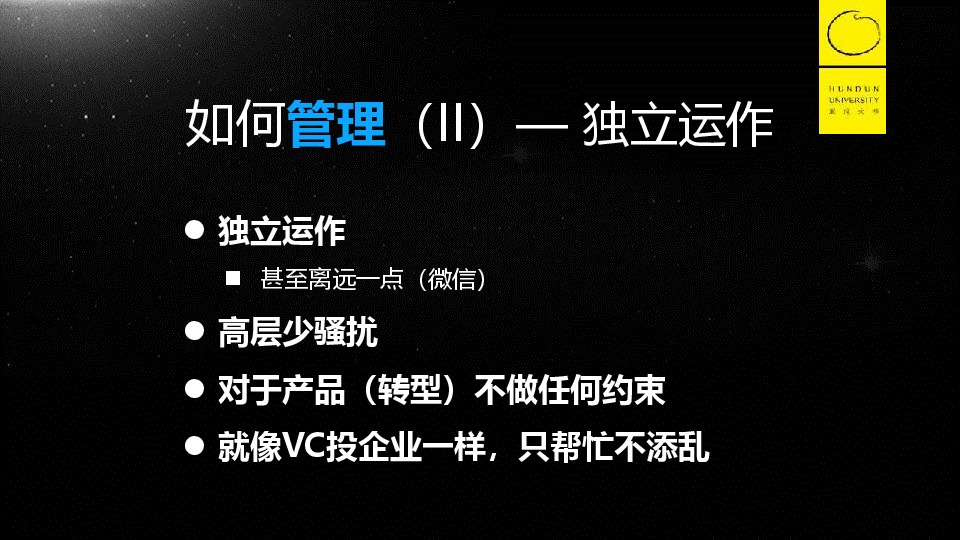 HUNDUN
UNIVERSITY
混沌大学
如何管理（II）— 独立运作
独立运作
甚至离远一点（微信）
高层少骚扰
对于产品（转型）不做任何约束
就像VC投企业一样，只帮忙不添乱